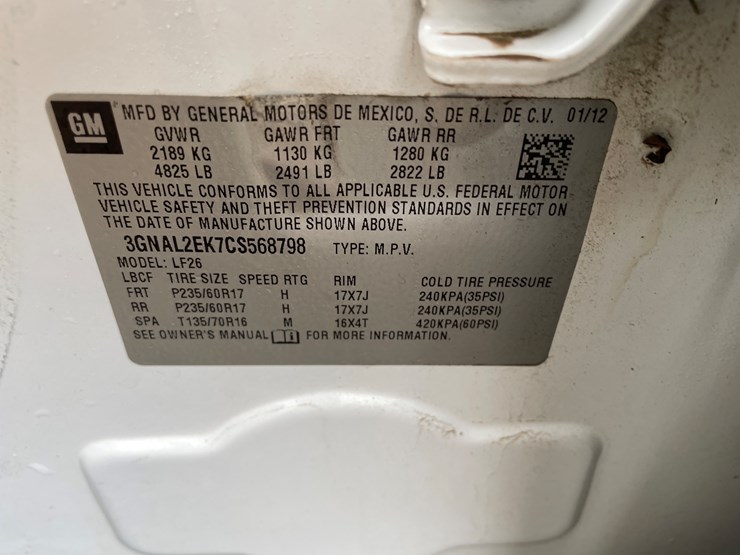 GM
MFD BY GENERAL MOTORS DE MEXICO, S. DE R.L. DE C.V. 01/12
GVWR GAWR FRT GAWR RR
2189 KG 1130 KG 1280 KG
4825 LB 2491 LB 2822 LB
THIS VEHICLE CONFORMS TO ALL APPLICABLE U.S. FEDERAL MOTOR
VEHICLE SAFETY AND THEFT PREVENTION STANDARDS IN EFFECT ON
THE DATE OF MANUFACTURE SHOWN ABOVE.
3GNAL2EK7CS568798 TYPE: M.P.V.
MODEL: LF26
LBCF TIRE SIZE SPEED RTG RIM COLD TIRE PRESSURE
FRT P235/60R17 H 17X7J 240KPA(35PSI)
RR P235/60R17 H 17X7J 240KPA(35PSI)
SPA T135/70R16 M 16X4T 420KPA(60PSI)
SEE OWNER'S MANUAL i FOR MORE INFORMATION.